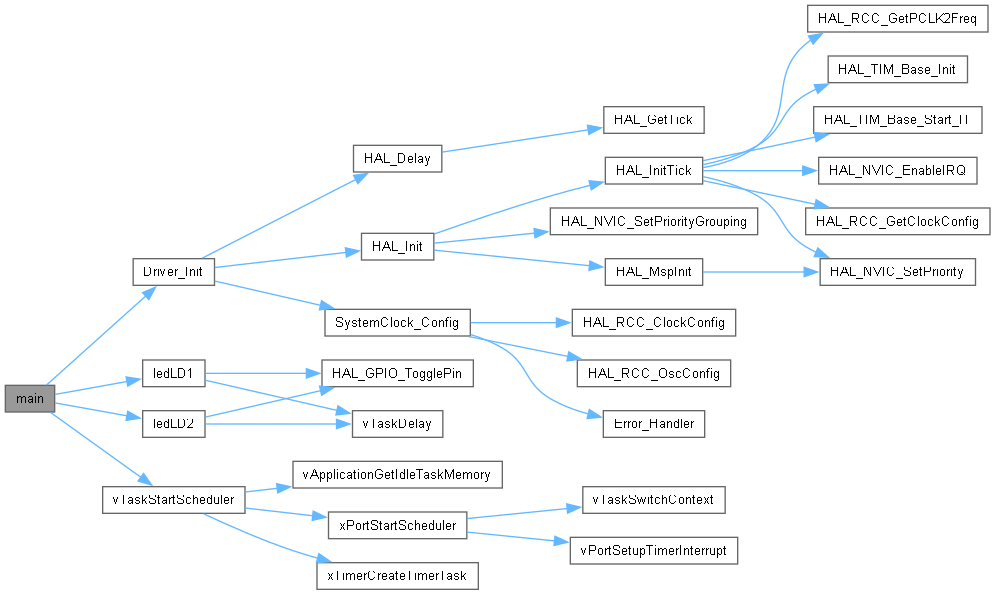 HAL_RCC_GetPCLK2Freq
HAL_TIM_Base_Init
HAL_GetTick
HAL_TIM_Base_Start_IT
HAL_Delay
HAL_InitTick
HAL_NVIC_EnableIRQ
HAL_NVIC_SetPriorityGrouping
HAL_RCC_GetClockConfig
HAL_Init
Driver_Init
HAL_MspInit
HAL_NVIC_SetPriority
SystemClock_Config
HAL_RCC_ClockConfig
ledLD1
HAL_GPIO_TogglePin
HAL_RCC_OscConfig
main
ledLD2
vTaskDelay
Error_Handler
vApplicationGetIdleTaskMemory
vTaskStartScheduler
vTaskSwitchContext
xPortStartScheduler
vPortSetupTimerInterrupt
xTimerCreateTimerTask